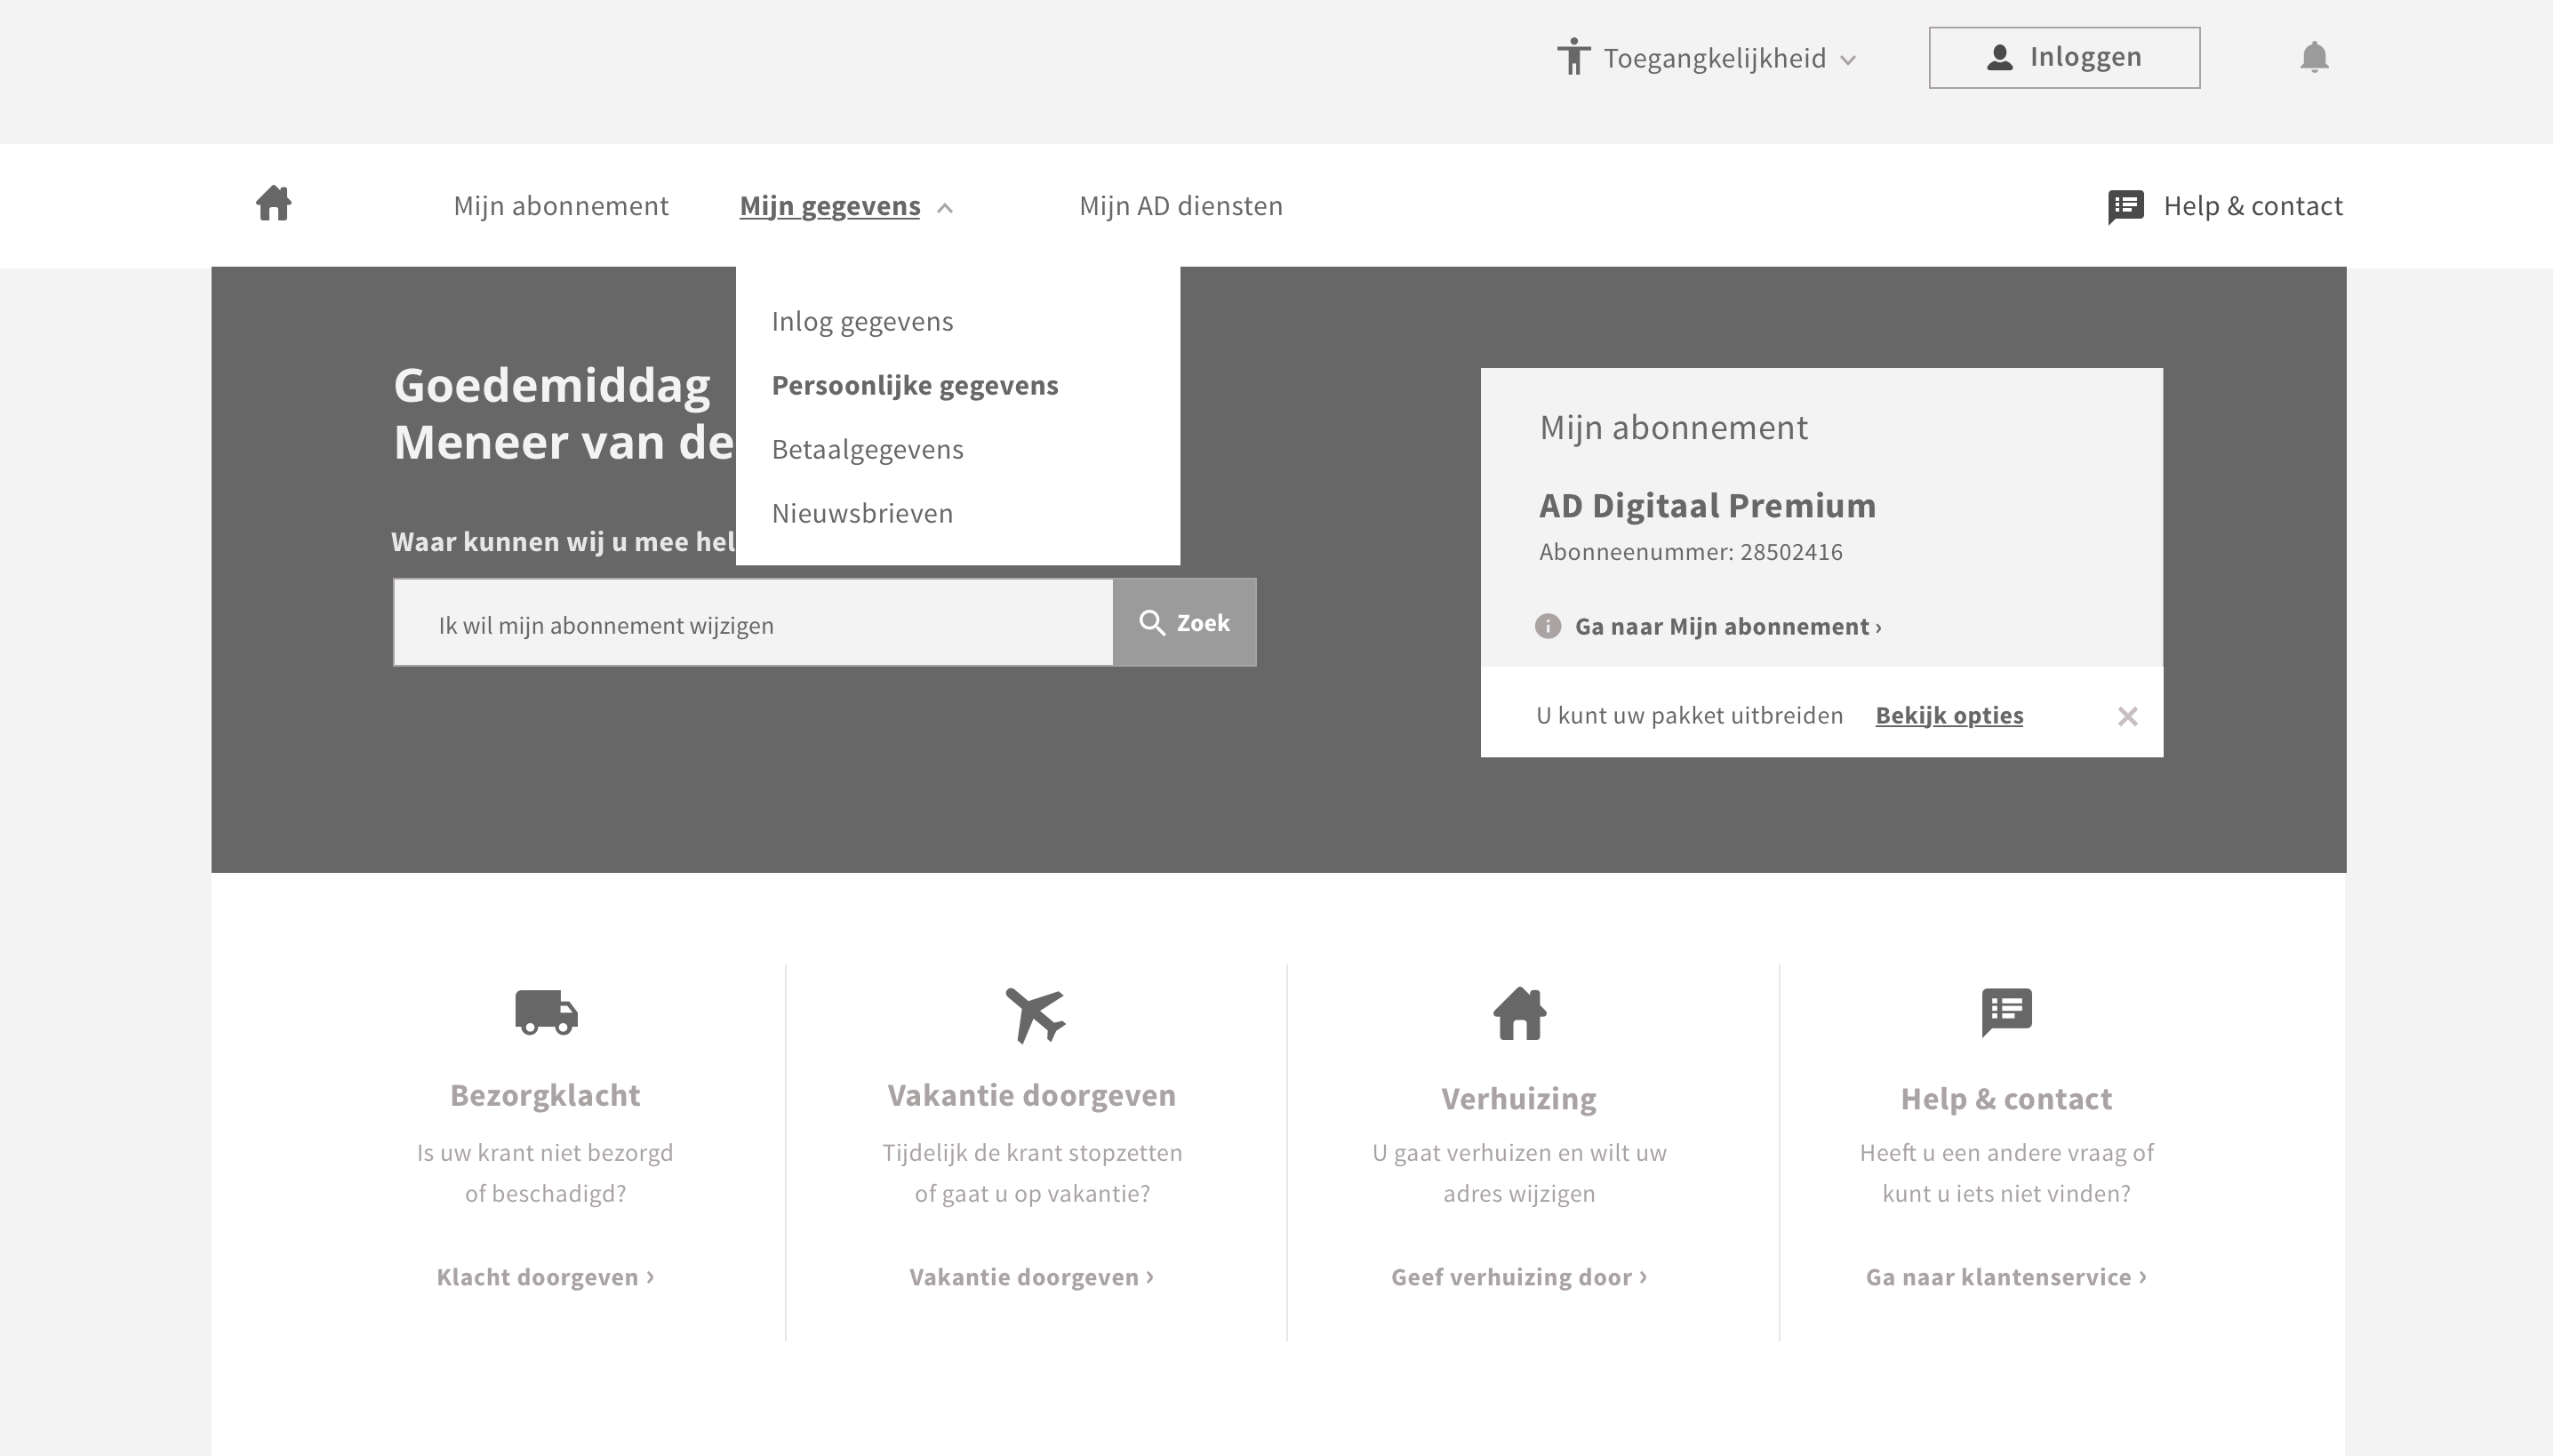 Toegangkelijkheid
Inloggen
Mijn abonnement
Mijn gegevens
Mijn AD diensten
Help & contact
Inlog gegevens
Persoonlijke gegevens
Betaalgegevens
Nieuwsbrieven
Goedemiddag
Meneer van de
Waar kunnen wij u mee hel
Ik wil mijn abonnement wijzigen
Zoek
Mijn abonnement
AD Digitaal Premium
Abonneenummer: 28502416
Ga naar Mijn abonnement ›
U kunt uw pakket uitbreiden
Bekijk opties
Bezorgklacht
Is uw krant niet bezorgd
of beschadigd?
Klacht doorgeven ›
Vakantie doorgeven
Tijdelijk de krant stopzetten
of gaat u op vakantie?
Vakantie doorgeven ›
Verhuizing
U gaat verhuizen en wilt uw
adres wijzigen
Geef verhuizing door ›
Help & contact
Heeft u een andere vraag of
kunt u iets niet vinden?
Ga naar klantenservice ›